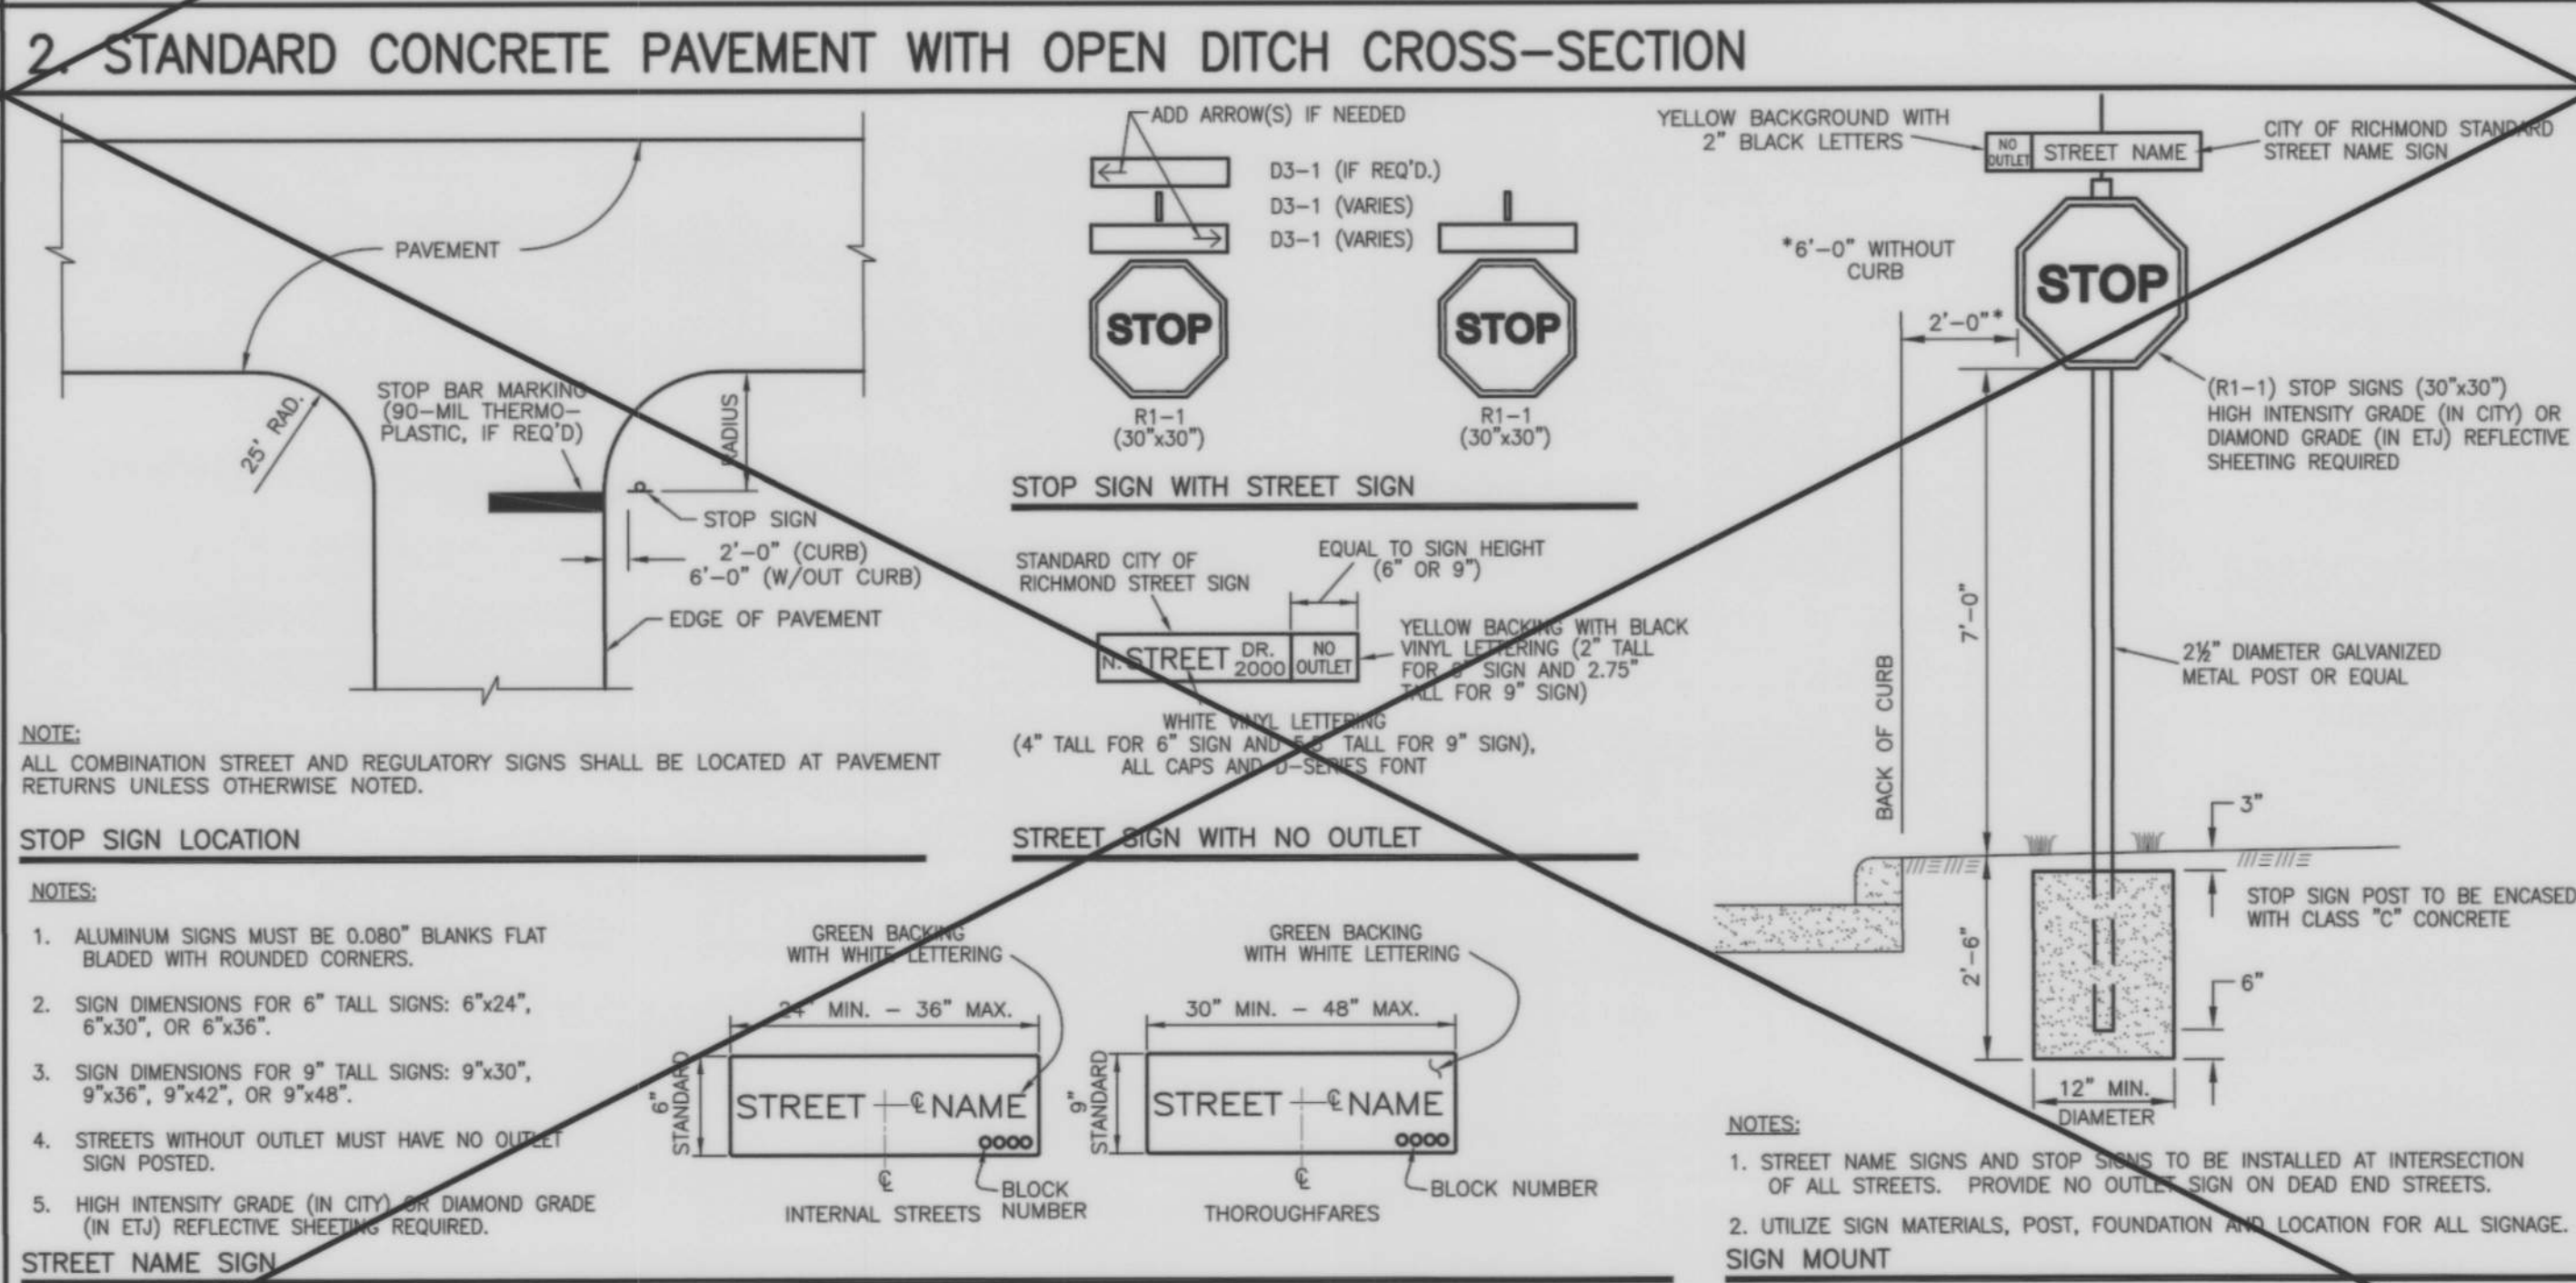 2. STANDARD CONCRETE PAVEMENT WITH OPEN DITCH CROSS-SECTION
PAVEMENT
25' RAD.
STOP BAR MARKING
(90-MIL THERMO-
PLASTIC, IF REQ'D)
RADIUS
STOP SIGN
2'-0" (CURB)
6'-0" (W/OUT CURB)
EDGE OF PAVEMENT
NOTE:
ALL COMBINATION STREET AND REGULATORY SIGNS SHALL BE LOCATED AT PAVEMENT
RETURNS UNLESS OTHERWISE NOTED.
STOP SIGN LOCATION
ADD ARROW(S) IF NEEDED
D3-1 (IF REQ'D.)
D3-1 (VARIES)
D3-1 (VARIES)
STOP
R1-1
(30"x30")
STOP
R1-1
(30"x30")
STOP SIGN WITH STREET SIGN
STANDARD CITY OF
RICHMOND STREET SIGN
EQUAL TO SIGN HEIGHT
(6" OR 9")
N. STREET DR. 2000
NO
OUTLET
YELLOW BACKING WITH BLACK
VINYL LETTERING (2" TALL
FOR SIGN AND 2.75"
TALL FOR 9" SIGN)
WHITE VINYL LETTERING
(4" TALL FOR 6" SIGN AND 5.5" TALL FOR 9" SIGN),
ALL CAPS AND D-SERIES FONT
STREET SIGN WITH NO OUTLET
NOTES:
1. ALUMINUM SIGNS MUST BE 0.080" BLANKS FLAT
BLADED WITH ROUNDED CORNERS.
2. SIGN DIMENSIONS FOR 6" TALL SIGNS: 6"x24",
6"x30", OR 6"x36".
3. SIGN DIMENSIONS FOR 9" TALL SIGNS: 9"x30",
9"x36", 9"x42", OR 9"x48".
4. STREETS WITHOUT OUTLET MUST HAVE NO OUTLET
SIGN POSTED.
5. HIGH INTENSITY GRADE (IN CITY) OR DIAMOND GRADE
(IN ETJ) REFLECTIVE SHEETING REQUIRED.
STREET NAME SIGN
GREEN BACKING
WITH WHITE LETTERING
24" MIN. - 36" MAX.
6"
STANDARD
STREET ℄ NAME
0000
℄
BLOCK
NUMBER
INTERNAL STREETS
GREEN BACKING
WITH WHITE LETTERING
30" MIN. - 48" MAX.
9"
STANDARD
STREET ℄ NAME
0000
℄
BLOCK NUMBER
THOROUGHFARES
YELLOW BACKGROUND WITH
2" BLACK LETTERS
NO
OUTLET
STREET NAME
CITY OF RICHMOND STANDARD
STREET NAME SIGN
*6'-0" WITHOUT
CURB
STOP
2'-0"*
(R1-1) STOP SIGNS (30"x30")
HIGH INTENSITY GRADE (IN CITY) OR
DIAMOND GRADE (IN ETJ) REFLECTIVE
SHEETING REQUIRED
7'-0"
BACK OF CURB
2½" DIAMETER GALVANIZED
METAL POST OR EQUAL
3"
STOP SIGN POST TO BE ENCASED
WITH CLASS "C" CONCRETE
2'-6"
6"
12" MIN.
DIAMETER
NOTES:
1. STREET NAME SIGNS AND STOP SIGNS TO BE INSTALLED AT INTERSECTION
OF ALL STREETS. PROVIDE NO OUTLET SIGN ON DEAD END STREETS.
2. UTILIZE SIGN MATERIALS, POST, FOUNDATION AND LOCATION FOR ALL SIGNAGE.
SIGN MOUNT